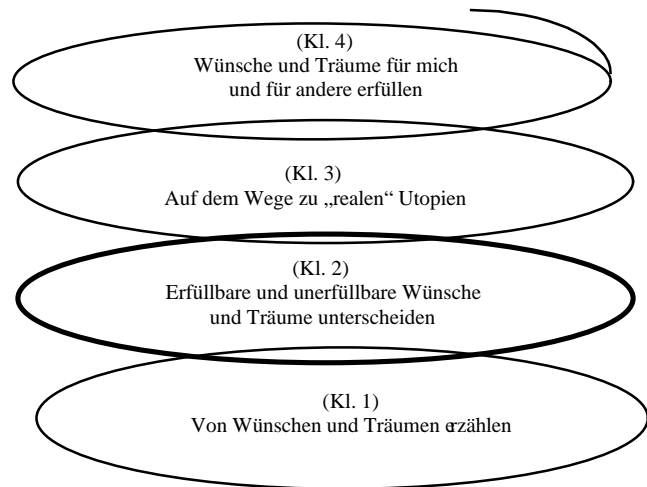 (Kl. 4)
Wünsche und Träume für mich
und für andere erfüllen
(Kl. 3)
Auf dem Wege zu „realen“ Utopien
(Kl. 2)
Erfüllbare und unerfüllbare Wünsche
und Träume unterscheiden
(Kl. 1)
Von Wünschen und Träumen erzählen